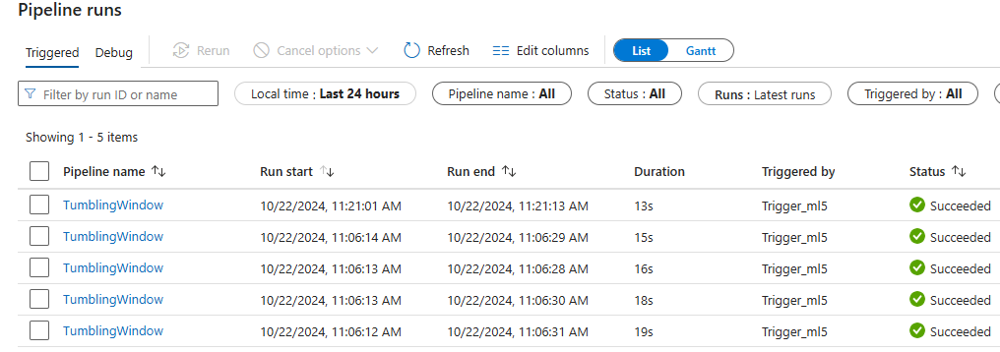 Pipeline runs
Triggered Debug Rerun Cancel options Refresh Edit columns List Gantt
Filter by run ID or name Local time : Last 24 hours Pipeline name : All Status : All Runs : Latest runs Triggered by : All
Showing 1 - 5 items
Pipeline name Run start Run end Duration Triggered by Status
TumblingWindow 10/22/2024, 11:21:01 AM 10/22/2024, 11:21:13 AM 13s Trigger_ml5 Succeeded
TumblingWindow 10/22/2024, 11:06:14 AM 10/22/2024, 11:06:29 AM 15s Trigger_ml5 Succeeded
TumblingWindow 10/22/2024, 11:06:13 AM 10/22/2024, 11:06:28 AM 16s Trigger_ml5 Succeeded
TumblingWindow 10/22/2024, 11:06:13 AM 10/22/2024, 11:06:30 AM 18s Trigger_ml5 Succeeded
TumblingWindow 10/22/2024, 11:06:12 AM 10/22/2024, 11:06:31 AM 19s Trigger_ml5 Succeeded